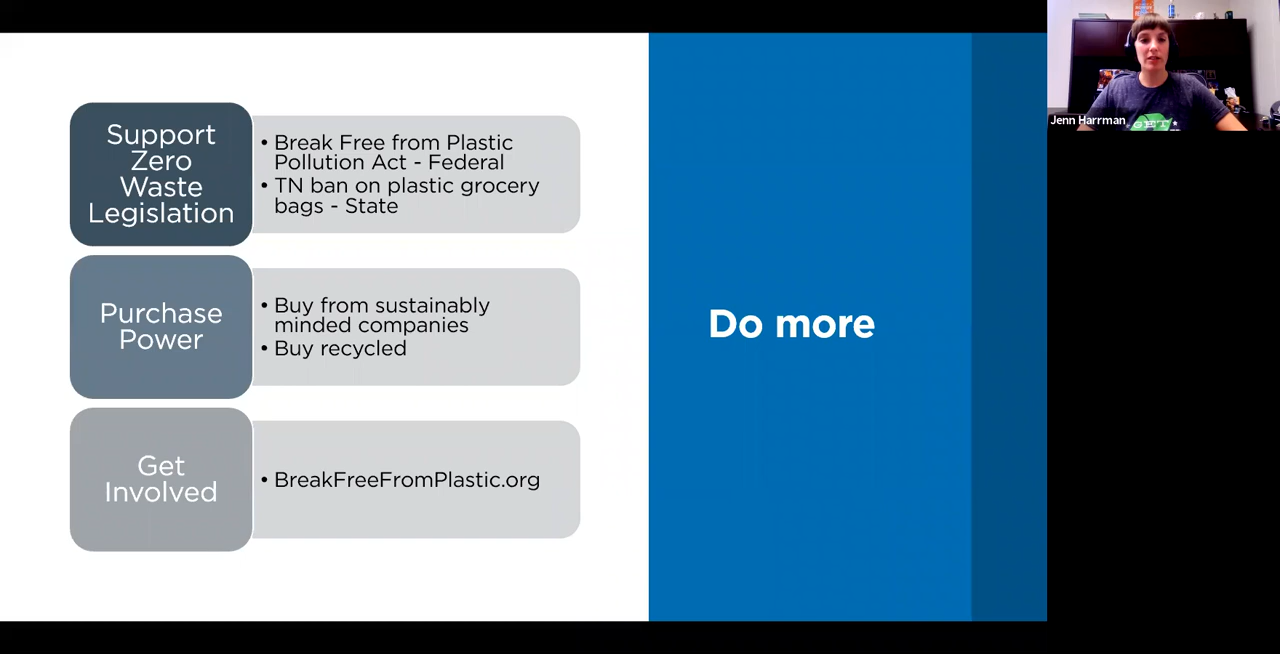 Support
Zero
Waste
Legislation
• Break Free from Plastic
Pollution Act - Federal
• TN ban on plastic grocery
bags - State
Purchase
Power
• Buy from sustainably
minded companies
• Buy recycled
Get
Involved
• BreakFreeFromPlastic.org
Do more
Jenn Harrman
GET